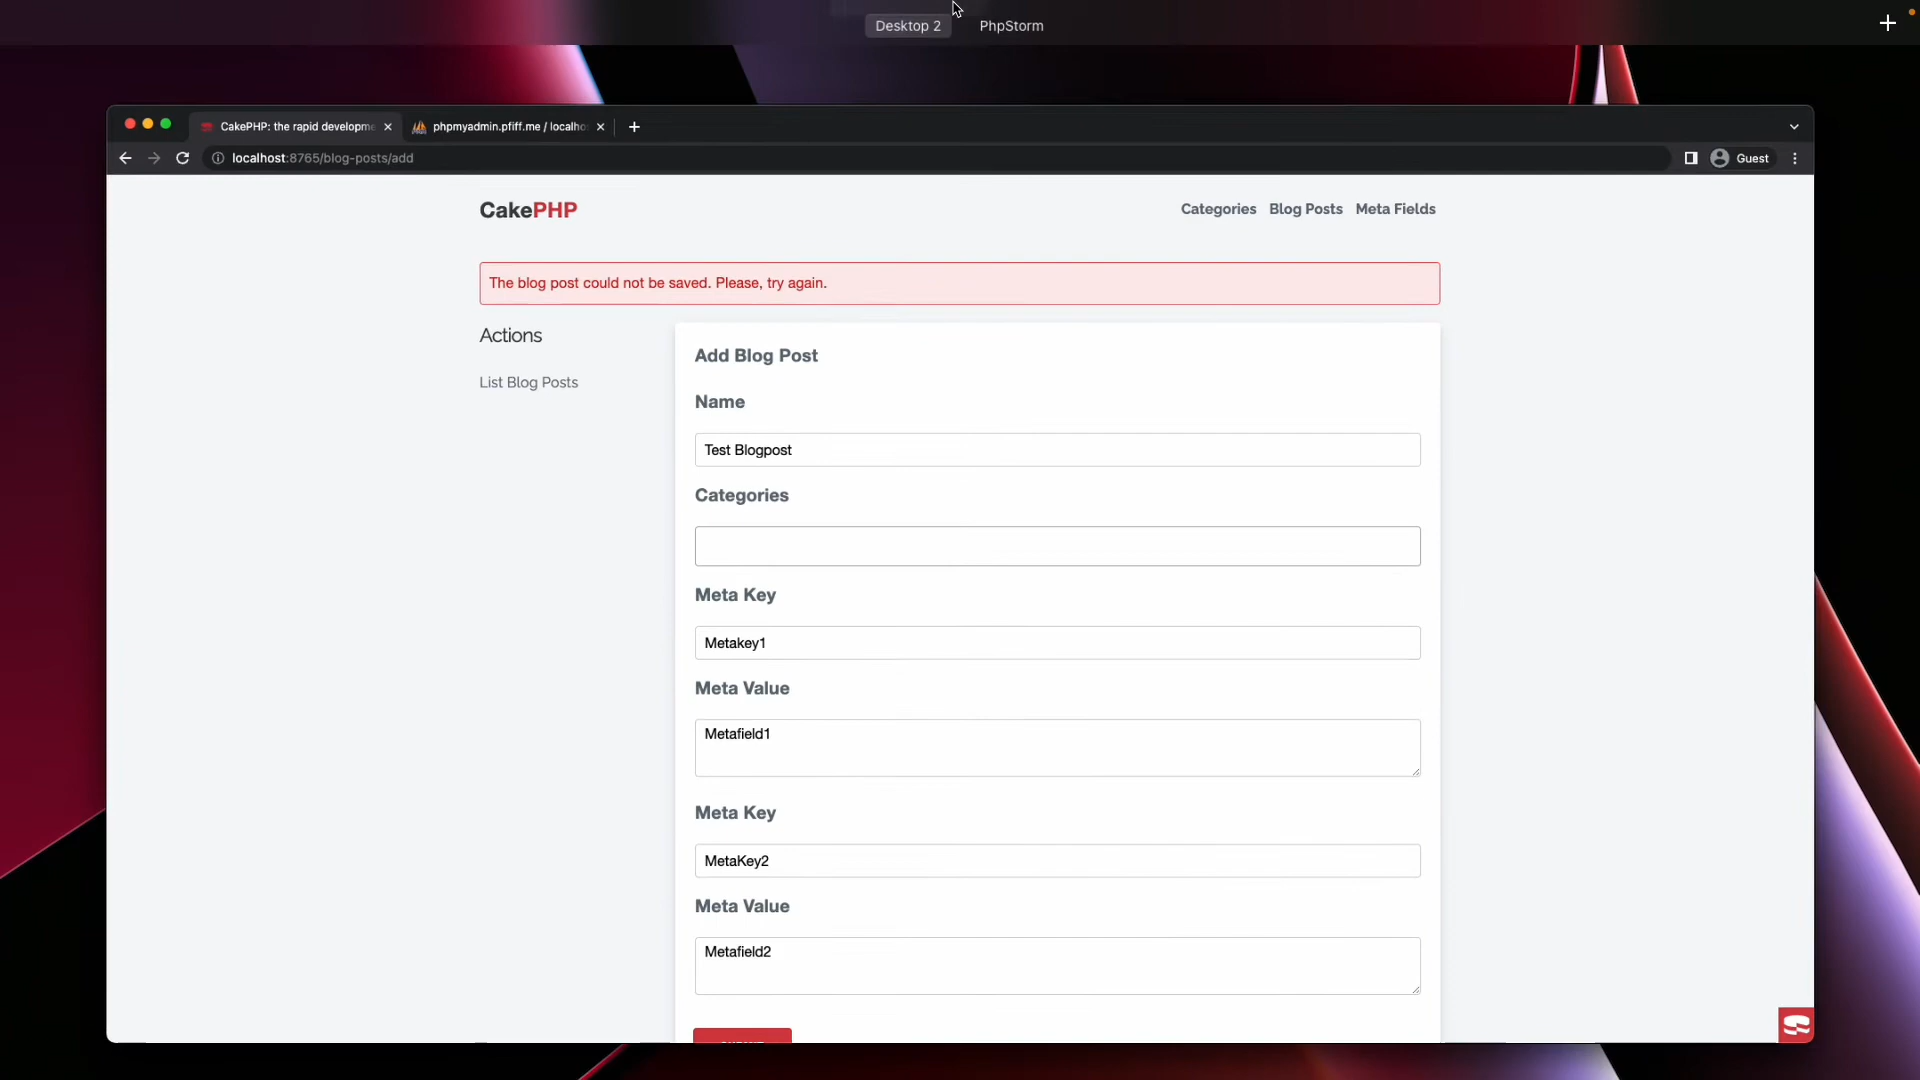 Desktop 2 PhpStorm
CakePHP: the rapid developme phpmyadmin.pfiff.me / localho
localhost:8765/blog-posts/add Guest
CakePHP Categories Blog Posts Meta Fields
The blog post could not be saved. Please, try again.
Actions
List Blog Posts
Add Blog Post
Name
Test Blogpost
Categories
Meta Key
Metakey1
Meta Value
Metafield1
Meta Key
MetaKey2
Meta Value
Metafield2